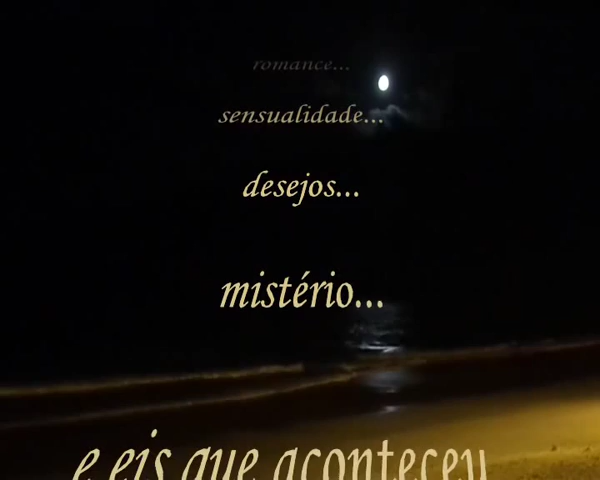 romance...
sensualidade...
desejos...
mistério...
e eis que aconteceu